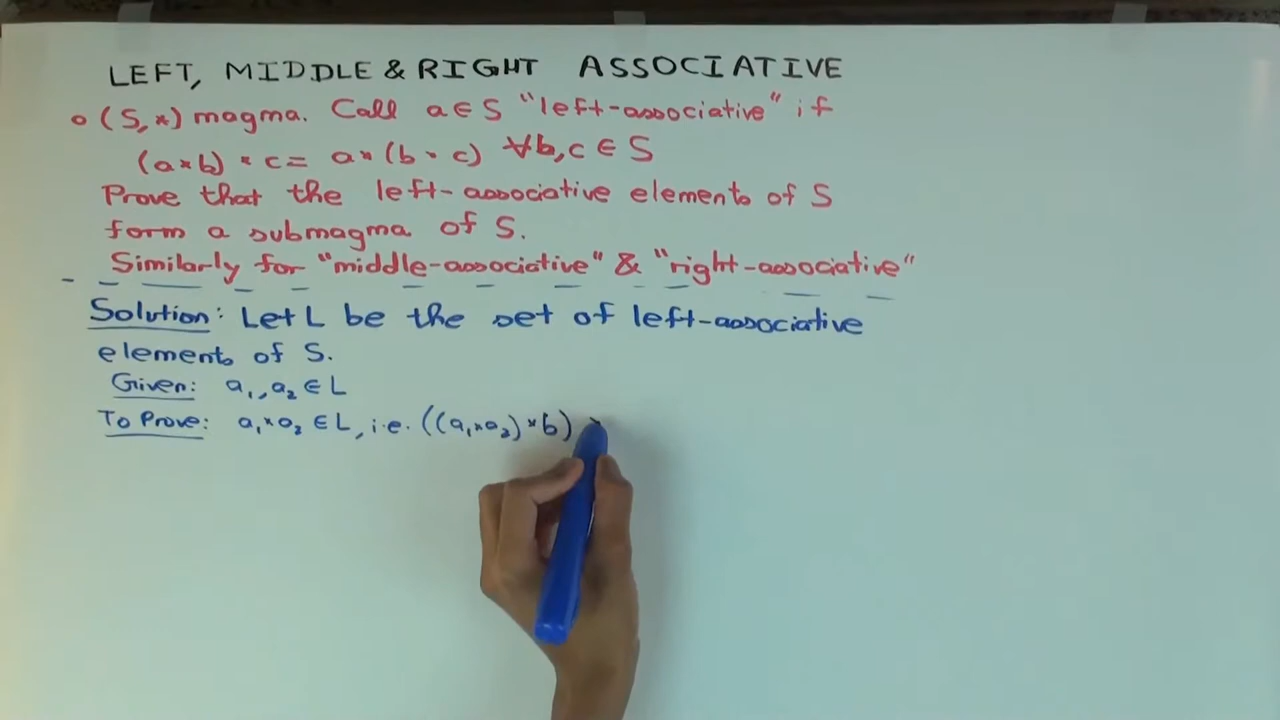 LEFT, MIDDLE & RIGHT ASSOCIATIVE
o (S,*) magma. Call a ∈ S "left-associative" if
(a*b) * c = a * (b * c) ∀b,c ∈ S
Prove that the left-associative elements of S
form a submagma of S.
Similarly for "middle-associative" & "right-associative"
Solution: Let L be the set of left-associative
elements of S.
Given: a₁, a₂ ∈ L
To Prove: a₁*a₂ ∈ L, i.e. ((a₁*a₂)*b)